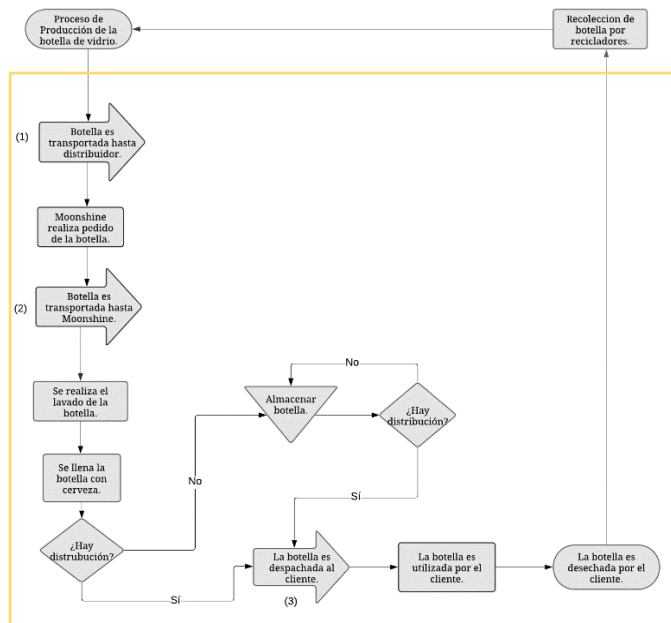 Proceso de
Producción de la
botella de vidrio.
Recoleccion de
botella por
recicladores.
(1)
Botella es
transportada hasta
distribuidor.
Moonshine
realiza pedido
de la botella.
(2)
Botella es
transportada hasta
Moonshine.
Se realiza el
lavado de la
botella.
No
Almacenar
botella.
¿Hay
distribución?
Se llena la
botella con
cerveza.
No
Sí
¿Hay
distrubución?
La botella es
despachada al
cliente.
La botella es
utilizada por el
cliente.
La botella es
desechada por el
cliente.
Sí
(3)